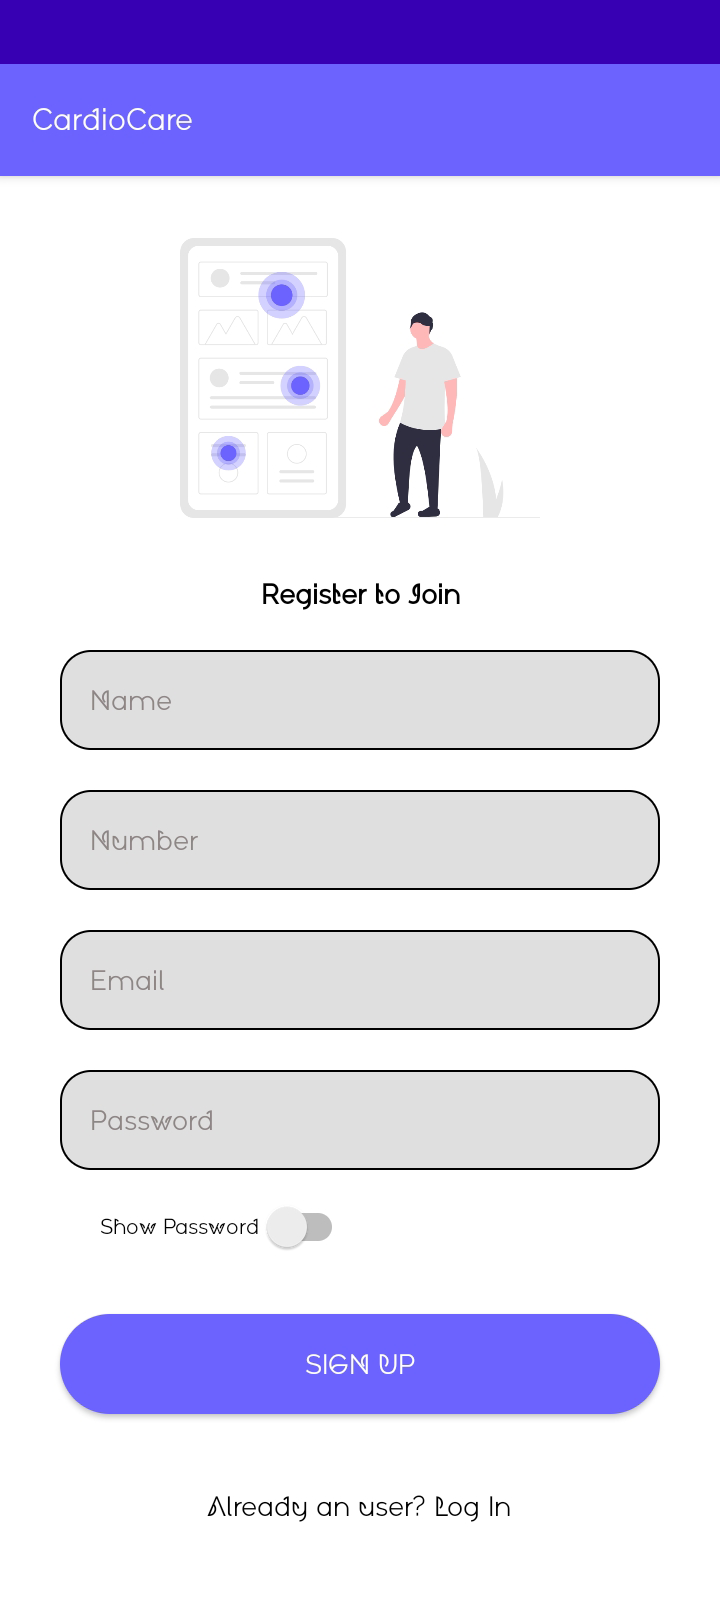 CardioCare
Register to Join
Name
Number
Email
Password
Show Password
SIGN UP
Already an user? Log In